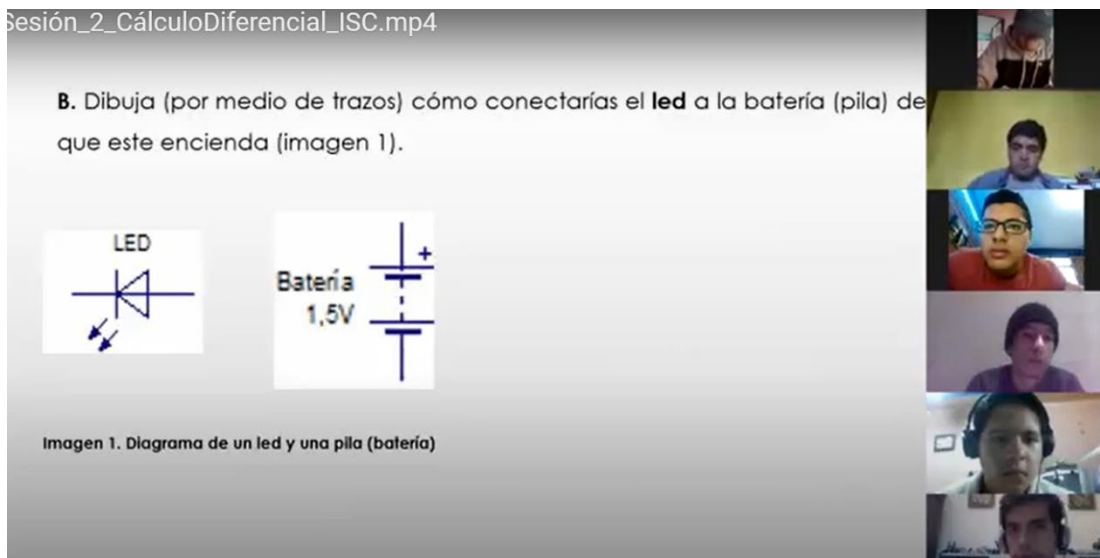 Sesión_2_CálculoDiferencial_ISC.mp4
B. Dibuja (por medio de trazos) cómo conectarías el led a la batería (pila) de
que este encienda (imagen 1).
LED
+
Batería
1,5V
Imagen 1. Diagrama de un led y una pila (batería)